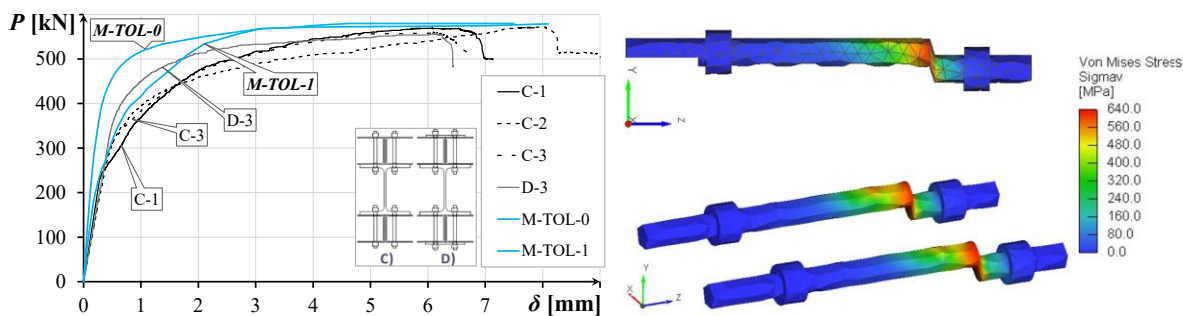 P [kN]
500
400
300
200
100
0
0
1
2
3
4
5
6
7
δ [mm]
M-TOL-0
M-TOL-1
D-3
C-3
C-1
C)
D)
C-1
C-2
C-3
D-3
M-TOL-0
M-TOL-1
Y
X
Z
Y
X
Z
Von Mises Stress
Sigmav
[MPa]
640.0
560.0
480.0
400.0
320.0
240.0
160.0
80.0
0.0